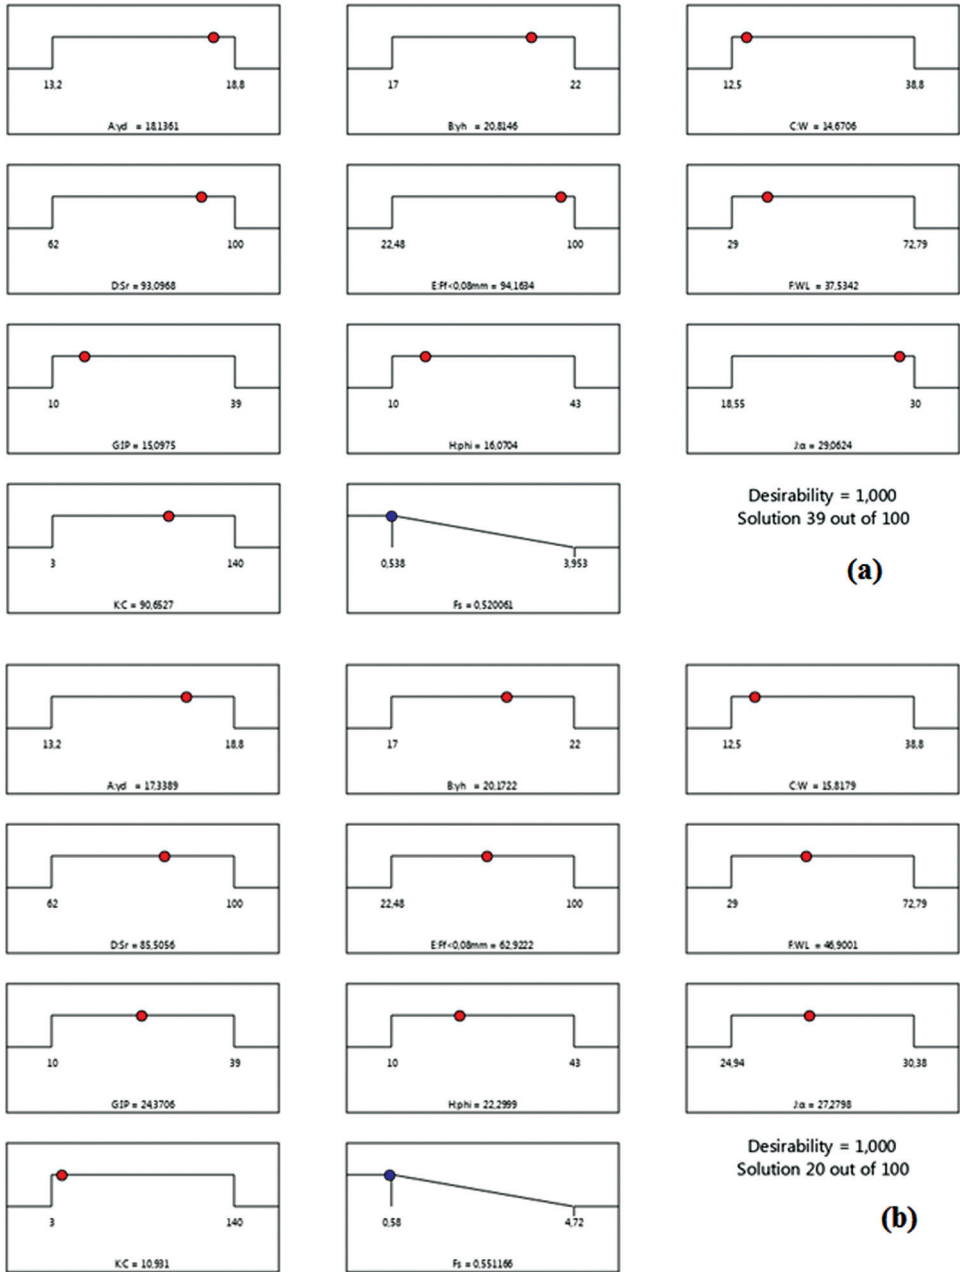 13,2 18,8
A:yd = 18,1361
17 22
B:yh = 20,8146
12,5 38,8
C:W = 14,6706
62 100
D:Sr = 93,0968
22,48 100
E:Ff<0,08mm = 94,1634
29 72,79
F:WL = 37,5342
10 39
G:IP = 15,0975
10 43
H:phi = 16,0704
18,55 30
J:α = 29,0624
3 140
K:C = 90,6527
0,538 3,953
Fs = 0,520061
Desirability = 1,000
Solution 39 out of 100
(a)
13,2 18,8
A:yd = 17,3389
17 22
B:yh = 20,1722
12,5 38,8
C:W = 15,8179
62 100
D:Sr = 85,5056
22,48 100
E:Ff<0,08mm = 62,9222
29 72,79
F:WL = 46,9001
10 39
G:IP = 24,3706
10 43
H:phi = 22,2999
24,94 30,38
J:α = 27,2798
3 140
K:C = 10,931
0,58 4,72
Fs = 0,551166
Desirability = 1,000
Solution 20 out of 100
(b)